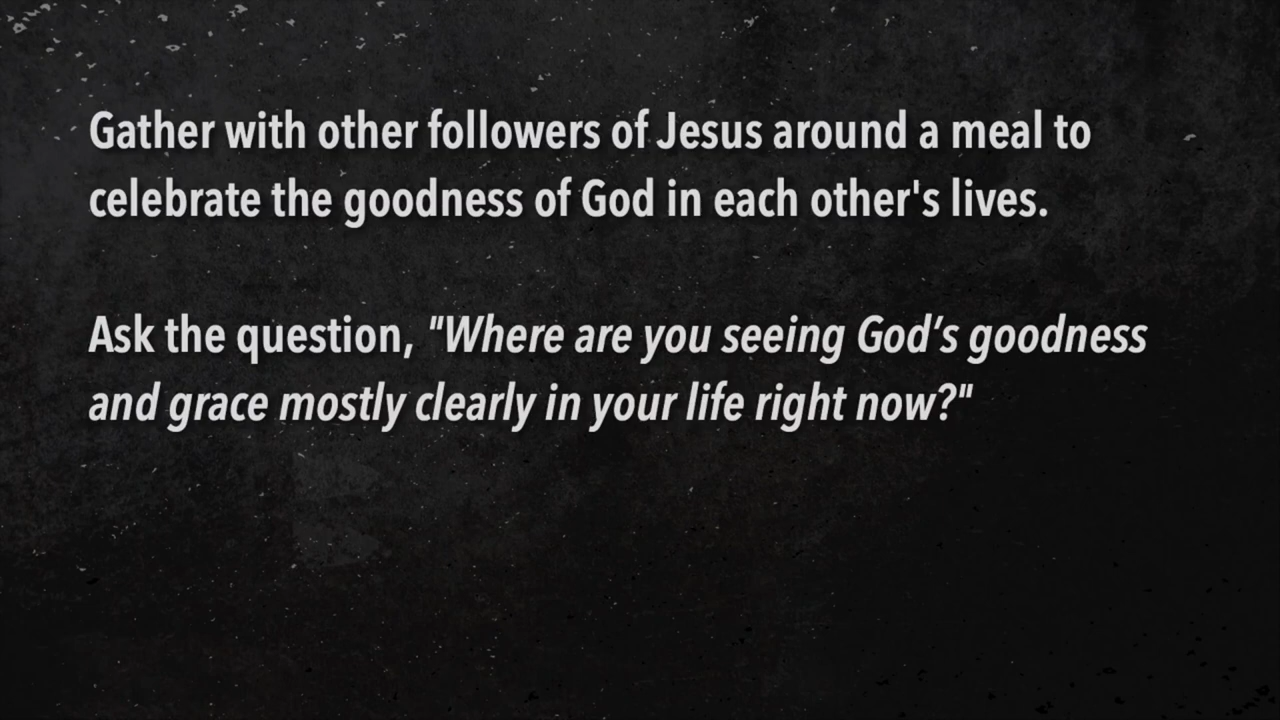 Gather with other followers of Jesus around a meal to
celebrate the goodness of God in each other's lives.
Ask the question, "Where are you seeing God’s goodness
and grace mostly clearly in your life right now?"